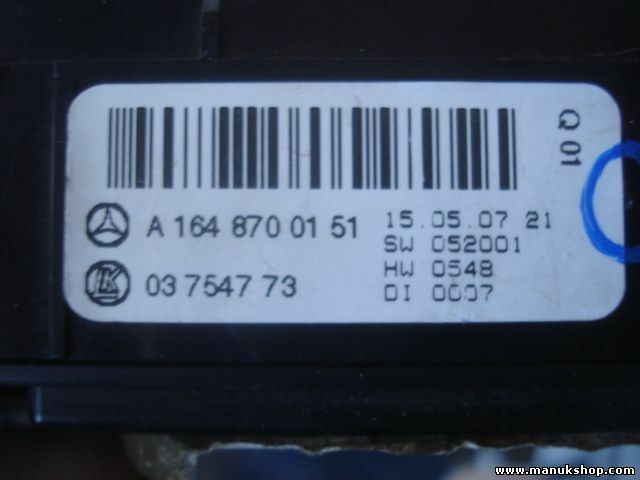 A 164 870 01 51
15.05.07 21
SW 052001
03 7547 73
HW 0548
DI 0007
Q 01
LK
www.manukshop.com